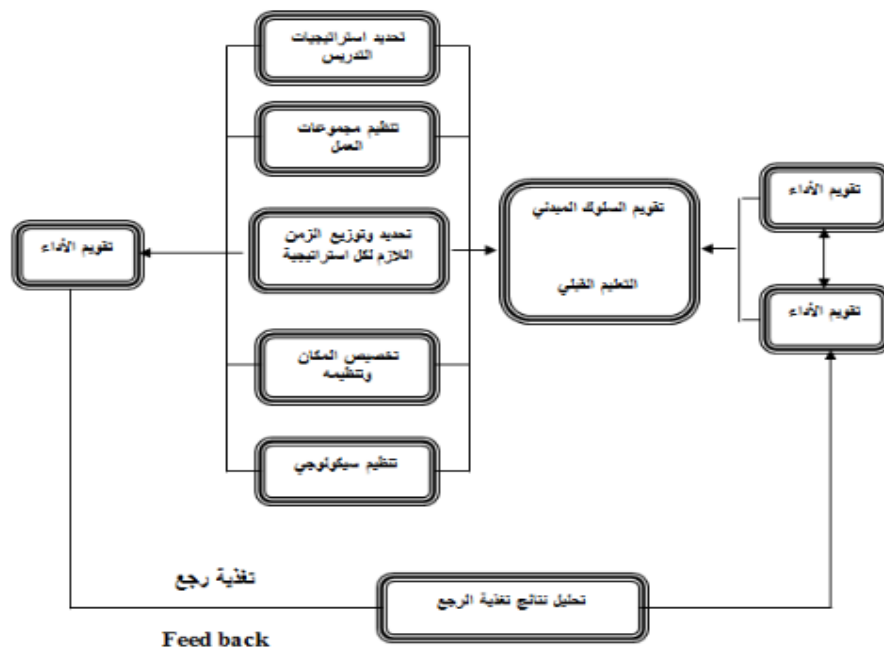 تحديد استراتيجيات
التدريس
تنظيم مجموعات
العمل
تقويم الأداء
تقويم السلوك المبدئي
تحديد وتوزيع الزمن
اللازم لكل استراتيجية
تقويم الأداء
التعليم القبلي
تقويم الأداء
تخصيص المكان
وتنظيمه
تنظيم سيكولوجي
تغذية رجع
تحليل نتائج تغذية الرجع
Feed back